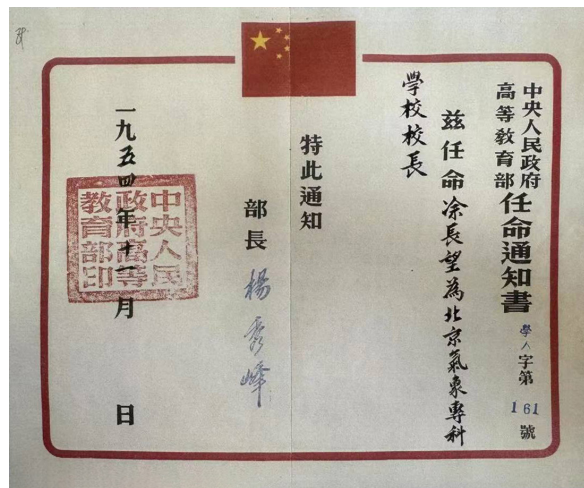 中央人民政府
高等教育部
任命通知書
學人字第161號
茲任命涂長望為北京氣象專科
學校校長
特此通知
部長 楊秀峰
一九五四年十一月 日
中央人民
政府高等
教育部印